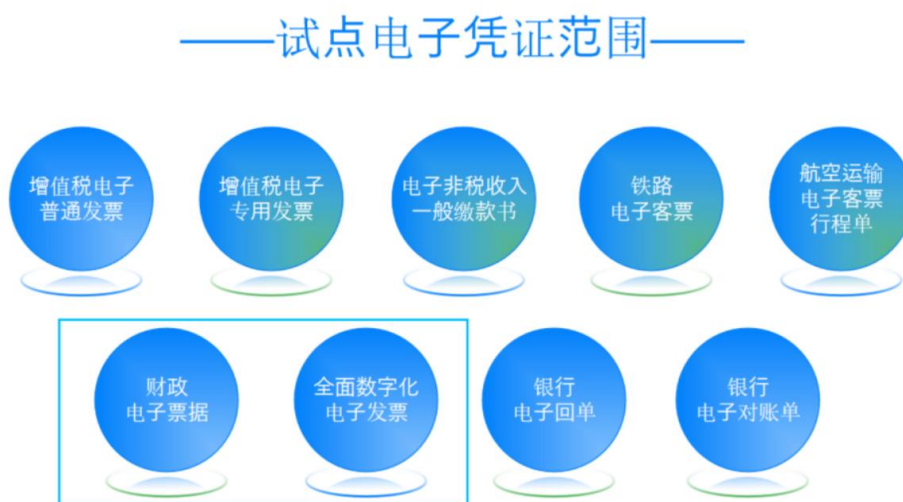 试点电子凭证范围
增值税电子
普通发票
增值税电子
专用发票
电子非税收入
一般缴款书
铁路
电子客票
航空运输
电子客票
行程单
财政
电子票据
全面数字化
电子发票
银行
电子回单
银行
电子对账单